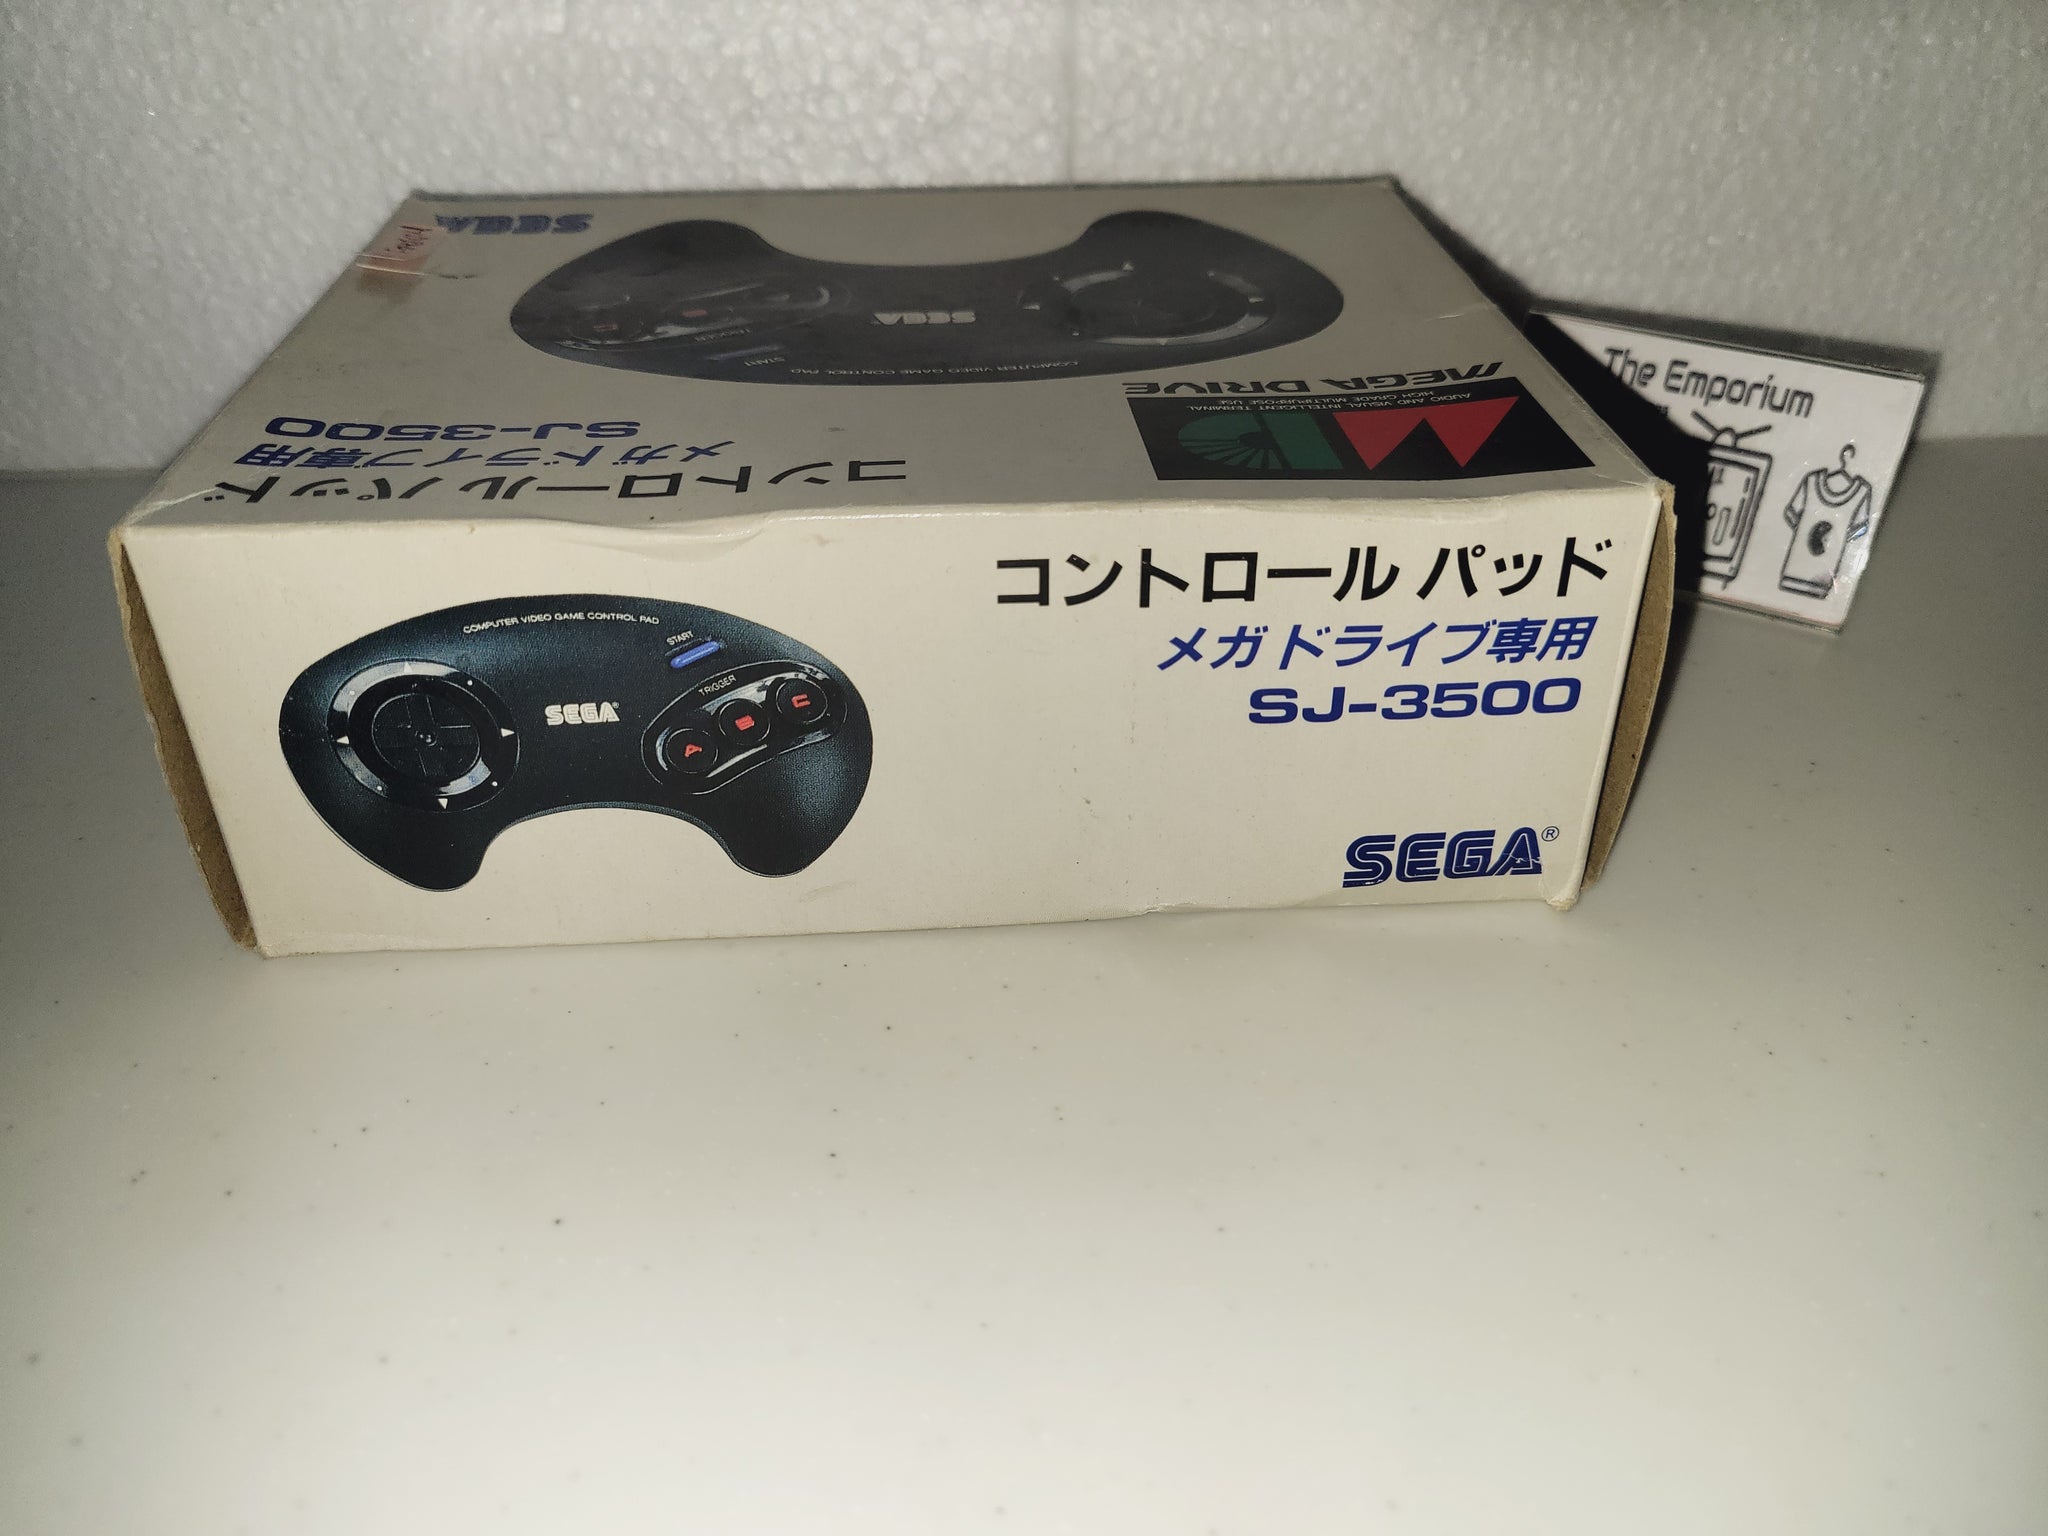 SEGA
SEGA
TRIGGER
START
COMPUTER VIDEO GAME CONTROL PAD
MEGA DRIVE
AUDIO AND VISUAL INTELLIGENT TERMINAL
HIGH GRADE MULTIPURPOSE USE
コントロール パッド
メガドライブ専用
SJ-3500
The Emporium
コントロール パッド
メガドライブ専用
SJ-3500
COMPUTER VIDEO GAME CONTROL PAD
START
TRIGGER
SEGA®
A B C
SEGA®